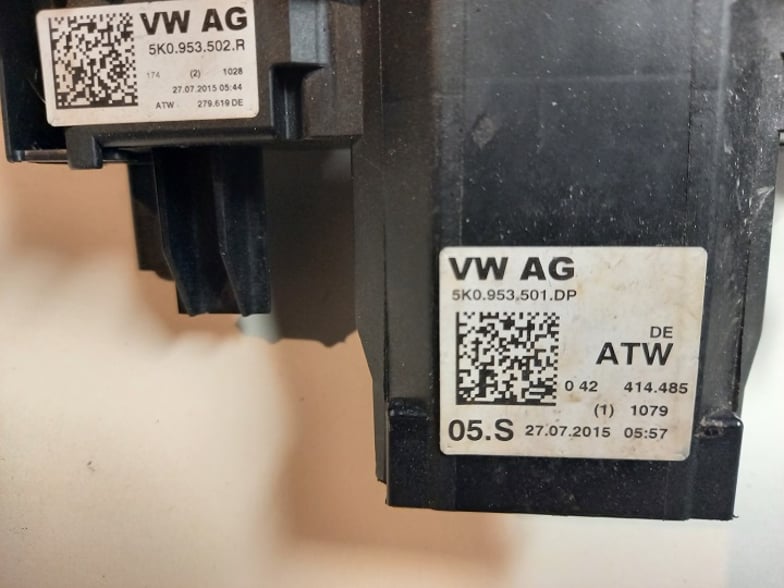 VW AG
5K0.953.502.R
174 (2) 1028
27.07.2015 05:44
ATW 279.619 DE
VW AG
5K0.953.501.DP
DE
ATW
0 42 414.485
(1) 1079
05.S 27.07.2015 05:57